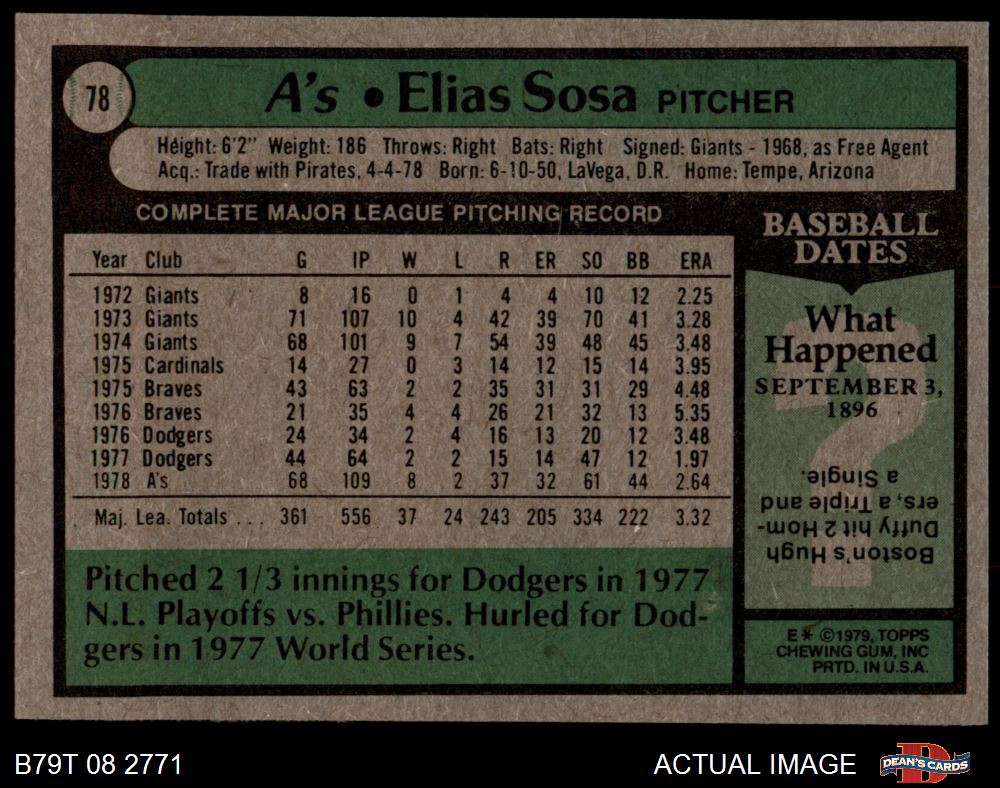 78
A's • Elias Sosa PITCHER
Height: 6'2" Weight: 186 Throws: Right Bats: Right Signed: Giants - 1968, as Free Agent
Acq.: Trade with Pirates, 4-4-78 Born: 6-10-50, LaVega, D.R. Home: Tempe, Arizona
COMPLETE MAJOR LEAGUE PITCHING RECORD
Year Club G IP W L R ER SO BB ERA
1972 Giants 8 16 0 1 4 4 10 12 2.25
1973 Giants 71 107 10 4 42 39 70 41 3.28
1974 Giants 68 101 9 7 54 39 48 45 3.48
1975 Cardinals 14 27 0 3 14 12 15 14 3.95
1975 Braves 43 63 2 2 35 31 31 29 4.48
1976 Braves 21 35 4 4 26 21 32 13 5.35
1976 Dodgers 24 34 2 4 16 13 20 12 3.48
1977 Dodgers 44 64 2 2 15 14 47 12 1.97
1978 A's 68 109 8 2 37 32 61 44 2.64
Maj. Lea. Totals ... 361 556 37 24 243 205 334 222 3.32
Pitched 2 1/3 innings for Dodgers in 1977
N.L. Playoffs vs. Phillies. Hurled for Dod-
gers in 1977 World Series.
BASEBALL
DATES
What
Happened
SEPTEMBER 3,
1896
?
Boston's Hugh
Duffy hit 2 Hom-
ers, a Triple and
a Single.
E* ©1979, TOPPS
CHEWING GUM, INC
PRTD. IN U.S.A.
B79T 08 2771
ACTUAL IMAGE
D
DEAN'S CARDS